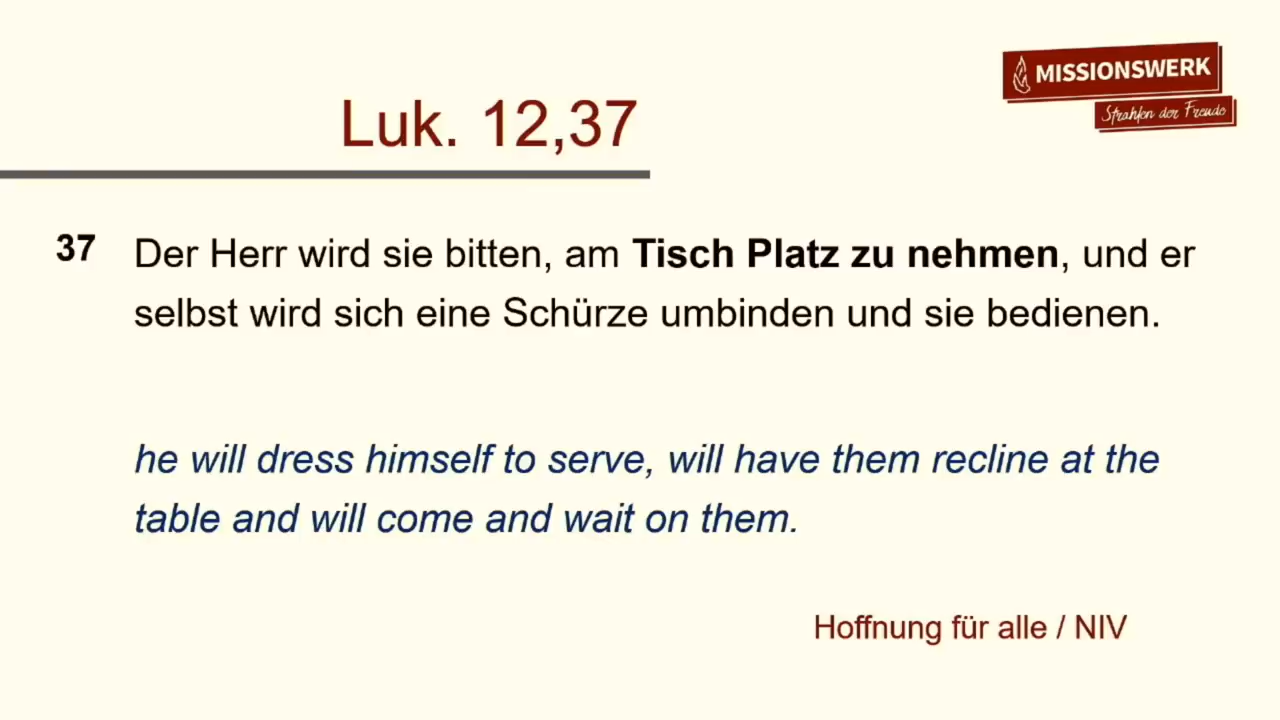 MISSIONSWERK
Strahlen der Freude
Luk. 12,37
37 Der Herr wird sie bitten, am Tisch Platz zu nehmen, und er
selbst wird sich eine Schürze umbinden und sie bedienen.
he will dress himself to serve, will have them recline at the
table and will come and wait on them.
Hoffnung für alle / NIV